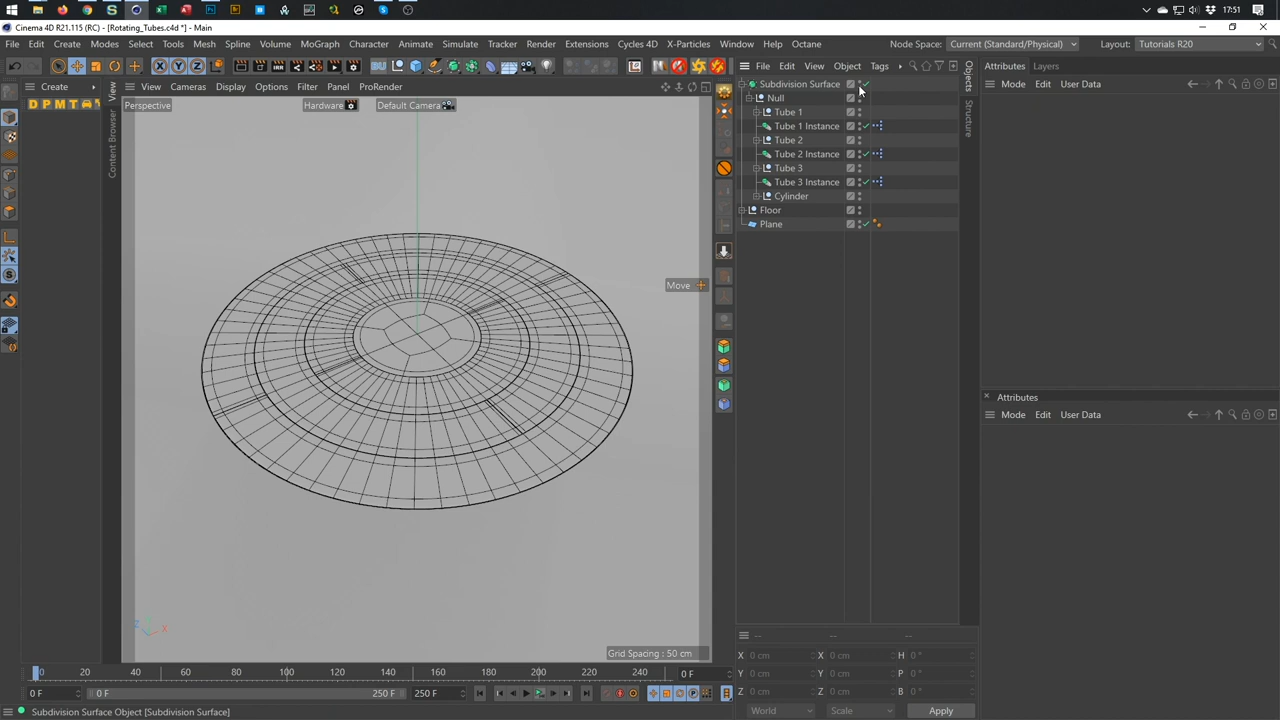 17:51
Cinema 4D R21.115 (RC) - [Rotating_Tubes.c4d *] - Main
File Edit Create Modes Select Tools Mesh Spline Volume MoGraph Character Animate Simulate Tracker Render Extensions Cycles 4D X-Particles Window Help Octane Node Space: Current (Standard/Physical) Layout: Tutorials R20
Create View Cameras Display Options Filter Panel ProRender File Edit View Object Tags Attributes Layers
D P M T
Perspective Hardware Default Camera
Mode Edit User Data
Subdivision Surface
Null
Tube 1
Tube 1 Instance
Tube 2
Tube 2 Instance
Tube 3
Tube 3 Instance
Cylinder
Floor
Plane
View
Content Browser
Objects
Structure
Move
Attributes
Mode Edit User Data
Z X
Grid Spacing : 50 cm
0 20 40 60 80 100 120 140 160 180 200 220 240 0 F
0 F 0 F 250 F 250 F
-- -- --
X 0 cm X 0 cm H 0 °
Y 0 cm Y 0 cm P 0 °
Z 0 cm Z 0 cm B 0 °
World Scale Apply
Subdivision Surface Object [Subdivision Surface]